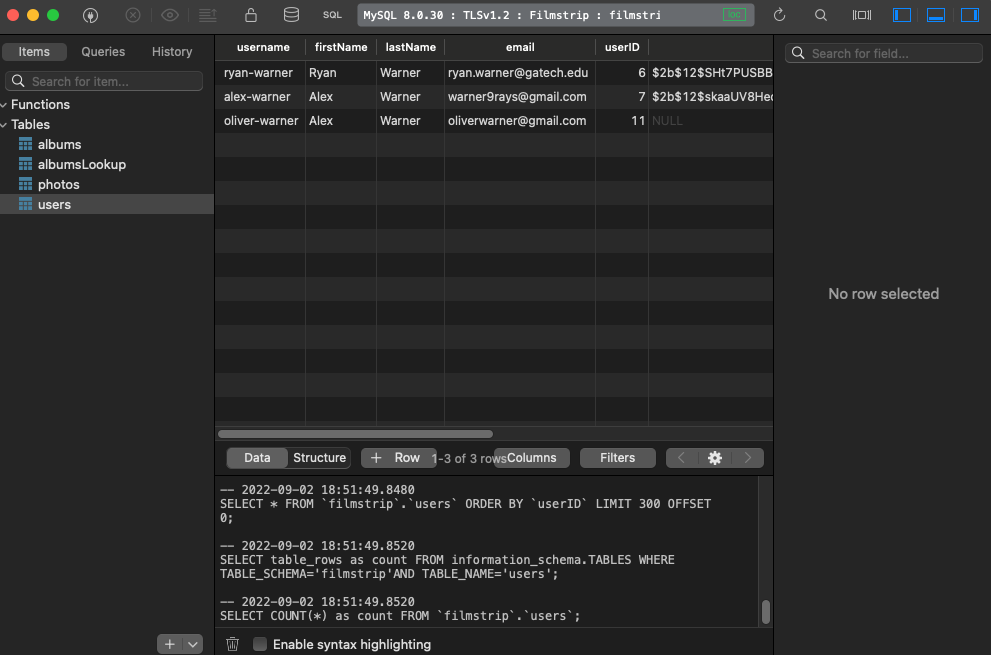 SQL
MySQL 8.0.30 : TLSv1.2 : Filmstrip : filmstri
loc
Items Queries History
Search for item...
Functions
Tables
albums
albumsLookup
photos
users
username firstName lastName email userID
ryan-warner Ryan Warner ryan.warner@gatech.edu 6 $2b$12$SHt7PUSBB
alex-warner Alex Warner warner9rays@gmail.com 7 $2b$12$skaaUV8Hec
oliver-warner Alex Warner oliverwarner@gmail.com 11 NULL
Search for field...
No row selected
Data Structure + Row 1-3 of 3 rows Columns Filters
-- 2022-09-02 18:51:49.8480
SELECT * FROM `filmstrip`.`users` ORDER BY `userID` LIMIT 300 OFFSET
0;
-- 2022-09-02 18:51:49.8520
SELECT table_rows as count FROM information_schema.TABLES WHERE
TABLE_SCHEMA='filmstrip'AND TABLE_NAME='users';
-- 2022-09-02 18:51:49.8520
SELECT COUNT(*) as count FROM `filmstrip`.`users`;
Enable syntax highlighting